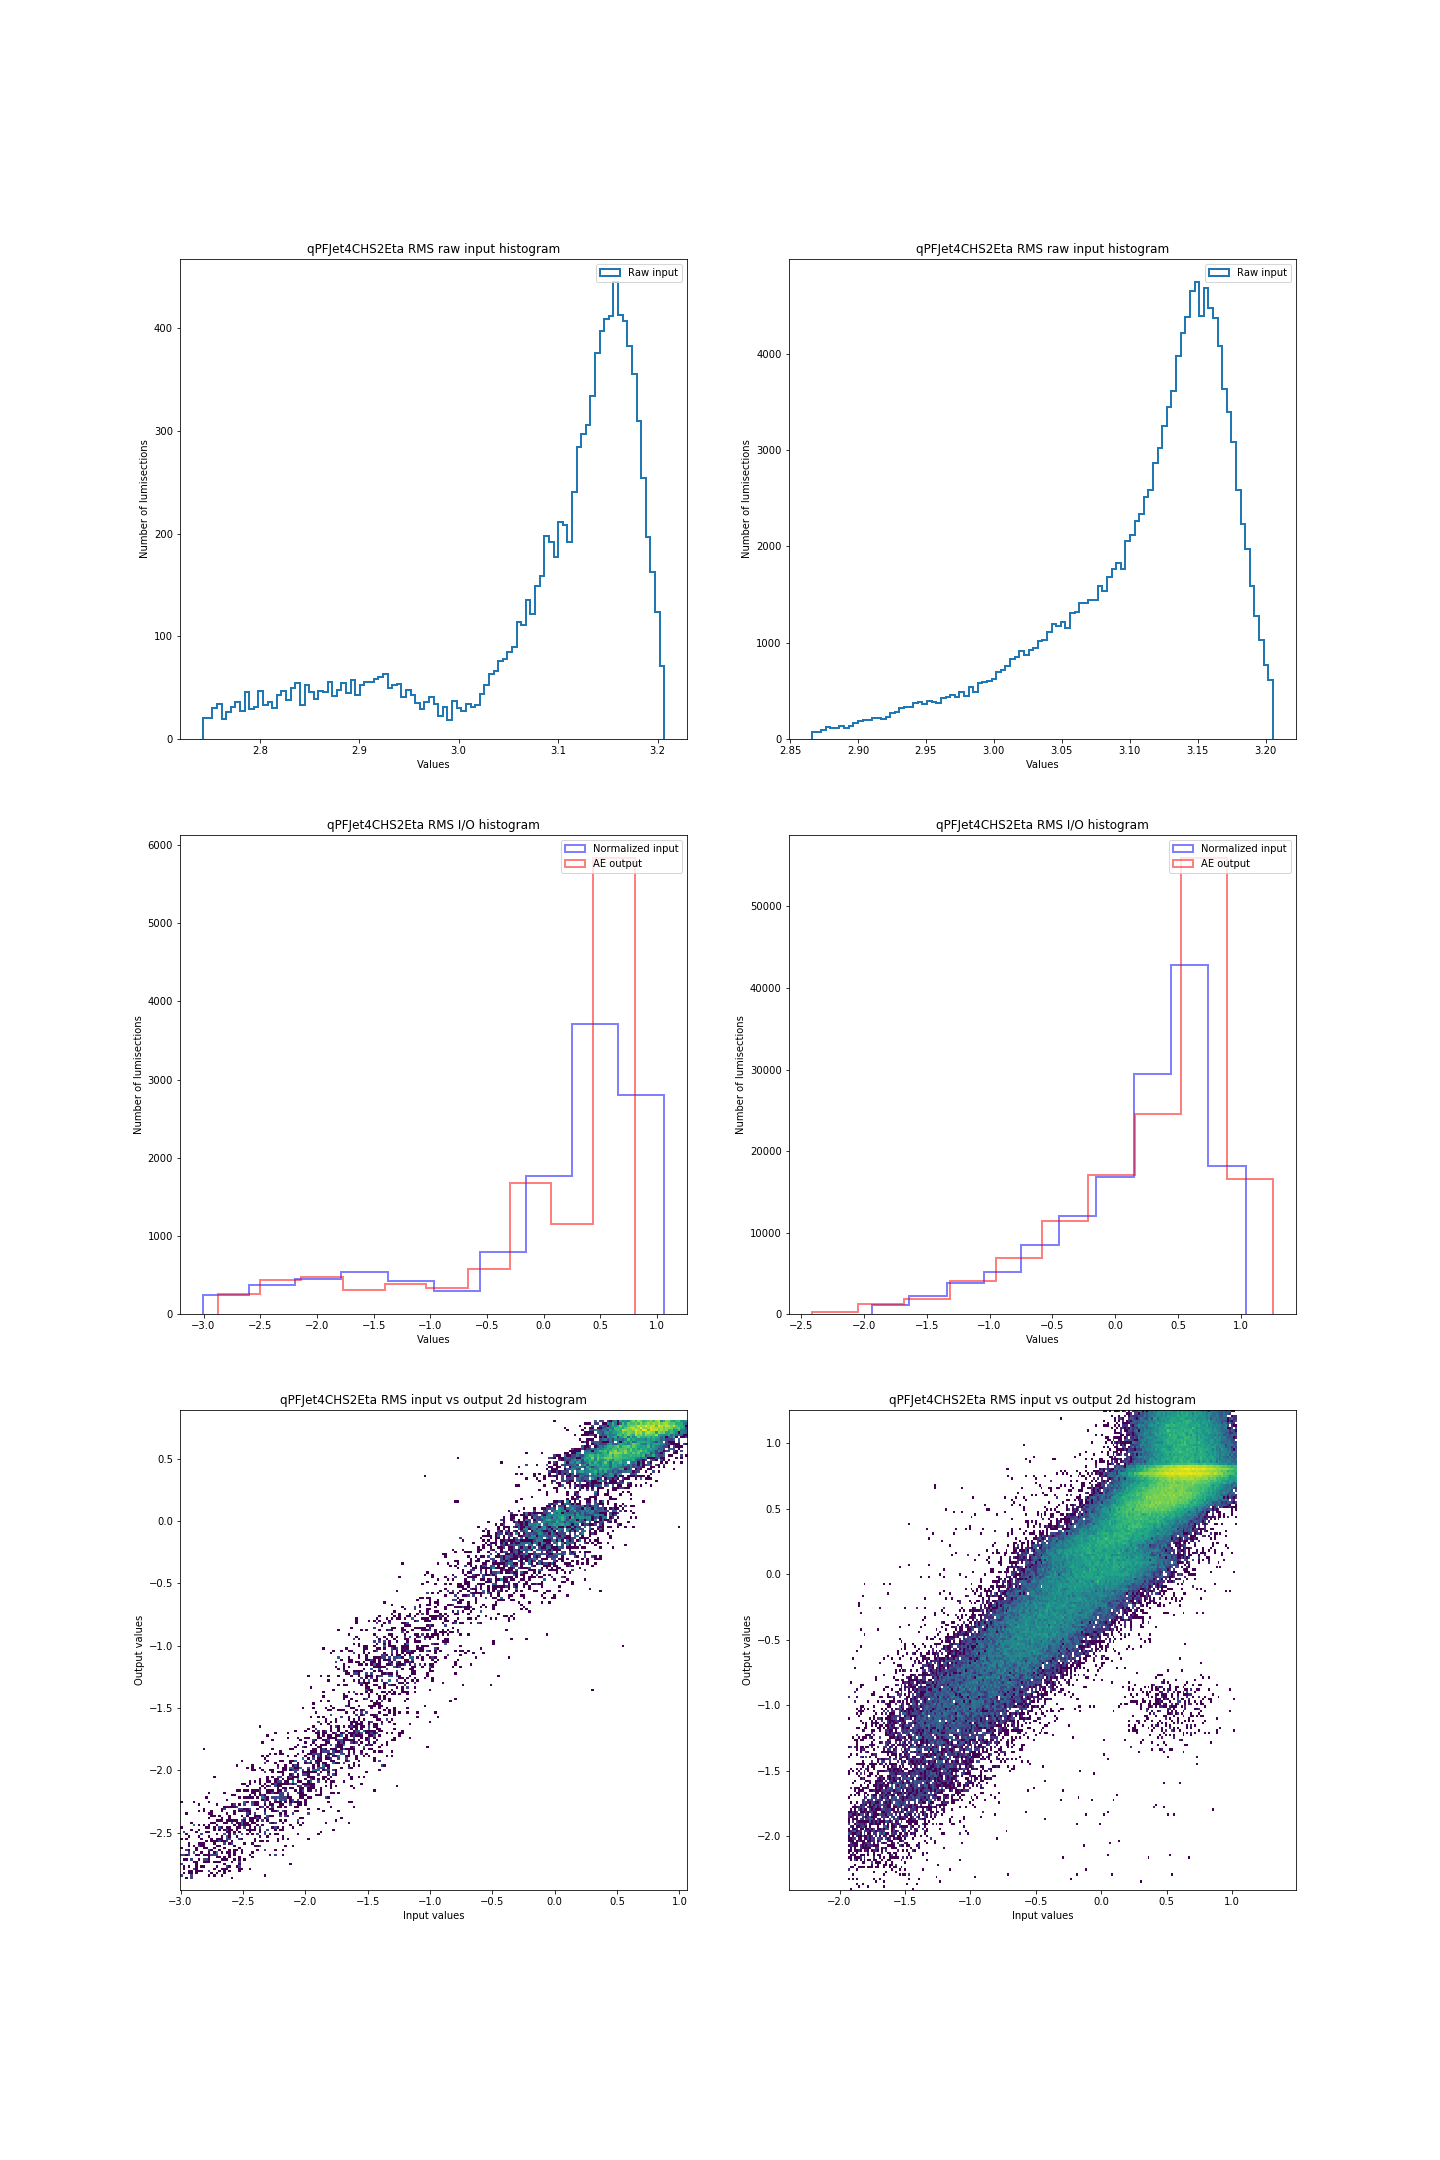 qPFJet4CHS2Eta RMS raw input histogram
Raw input
400
300
200
100
0
Number of lumisections
2.8 2.9 3.0 3.1 3.2
Values
qPFJet4CHS2Eta RMS raw input histogram
Raw input
4000
3000
2000
1000
0
Number of lumisections
2.85 2.90 2.95 3.00 3.05 3.10 3.15 3.20
Values
qPFJet4CHS2Eta RMS I/O histogram
Normalized input
AE output
6000
5000
4000
3000
2000
1000
0
Number of lumisections
−3.0 −2.5 −2.0 −1.5 −1.0 −0.5 0.0 0.5 1.0
Values
qPFJet4CHS2Eta RMS I/O histogram
Normalized input
AE output
50000
40000
30000
20000
10000
0
Number of lumisections
−2.5 −2.0 −1.5 −1.0 −0.5 0.0 0.5 1.0
Values
qPFJet4CHS2Eta RMS input vs output 2d histogram
0.5
0.0
−0.5
−1.0
−1.5
−2.0
−2.5
Output values
−3.0 −2.5 −2.0 −1.5 −1.0 −0.5 0.0 0.5 1.0
Input values
qPFJet4CHS2Eta RMS input vs output 2d histogram
1.0
0.5
0.0
−0.5
−1.0
−1.5
−2.0
Output values
−2.0 −1.5 −1.0 −0.5 0.0 0.5 1.0
Input values